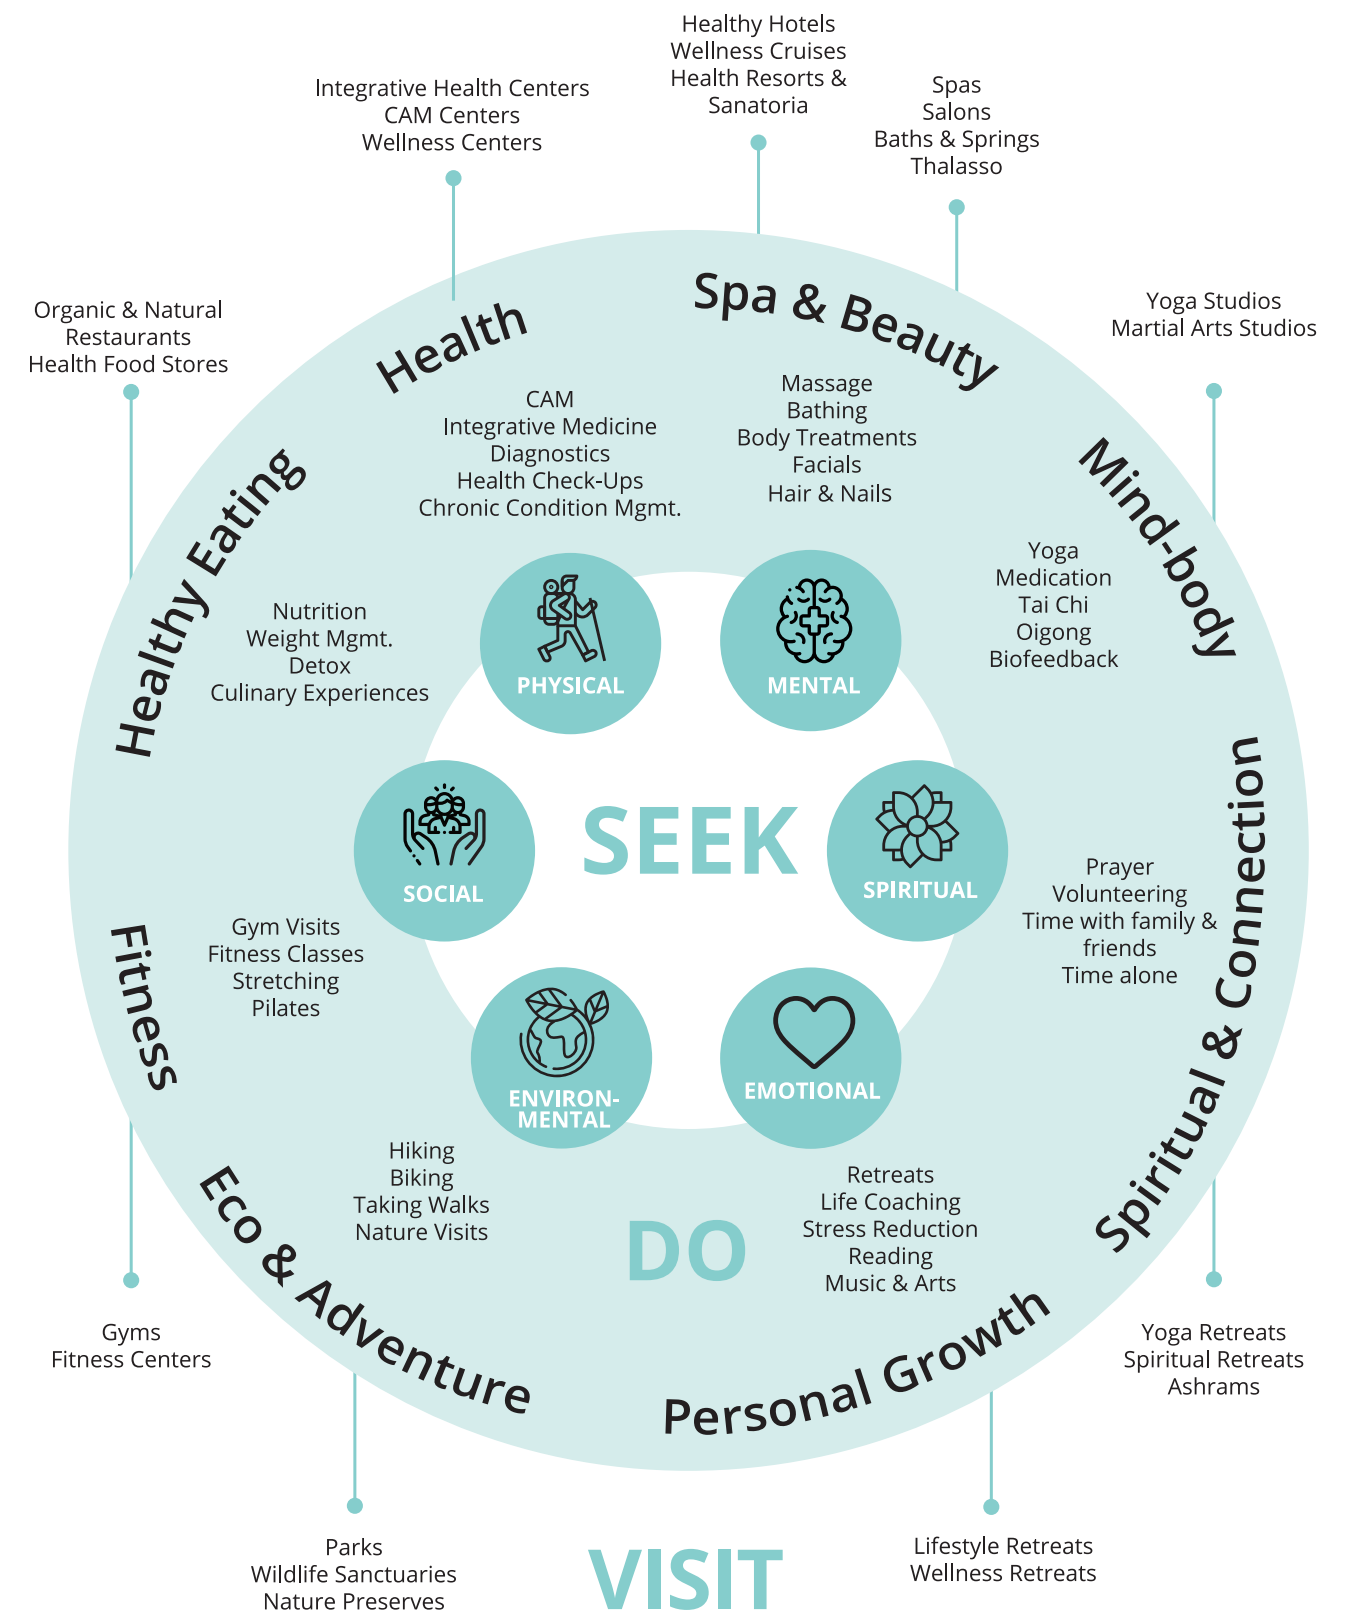 Healthy Hotels
Wellness Cruises
Health Resorts &
Sanatoria
Integrative Health Centers
CAM Centers
Wellness Centers
Spas
Salons
Baths & Springs
Thalasso
Organic & Natural
Restaurants
Health Food Stores
Yoga Studios
Martial Arts Studios
Health
CAM
Integrative Medicine
Diagnostics
Health Check-Ups
Chronic Condition Mgmt.
Spa & Beauty
Massage
Bathing
Body Treatments
Facials
Hair & Nails
Healthy Eating
Nutrition
Weight Mgmt.
Detox
Culinary Experiences
Mind-body
Yoga
Medication
Tai Chi
Oigong
Biofeedback
PHYSICAL
MENTAL
SOCIAL
SEEK
SPIRITUAL
ENVIRON-
MENTAL
EMOTIONAL
Fitness
Gym Visits
Fitness Classes
Stretching
Pilates
Spiritual & Connection
Prayer
Volunteering
Time with family &
friends
Time alone
Eco & Adventure
Hiking
Biking
Taking Walks
Nature Visits
DO
Retreats
Life Coaching
Stress Reduction
Reading
Music & Arts
Personal Growth
Gyms
Fitness Centers
Yoga Retreats
Spiritual Retreats
Ashrams
Parks
Wildlife Sanctuaries
Nature Preserves
VISIT
Lifestyle Retreats
Wellness Retreats